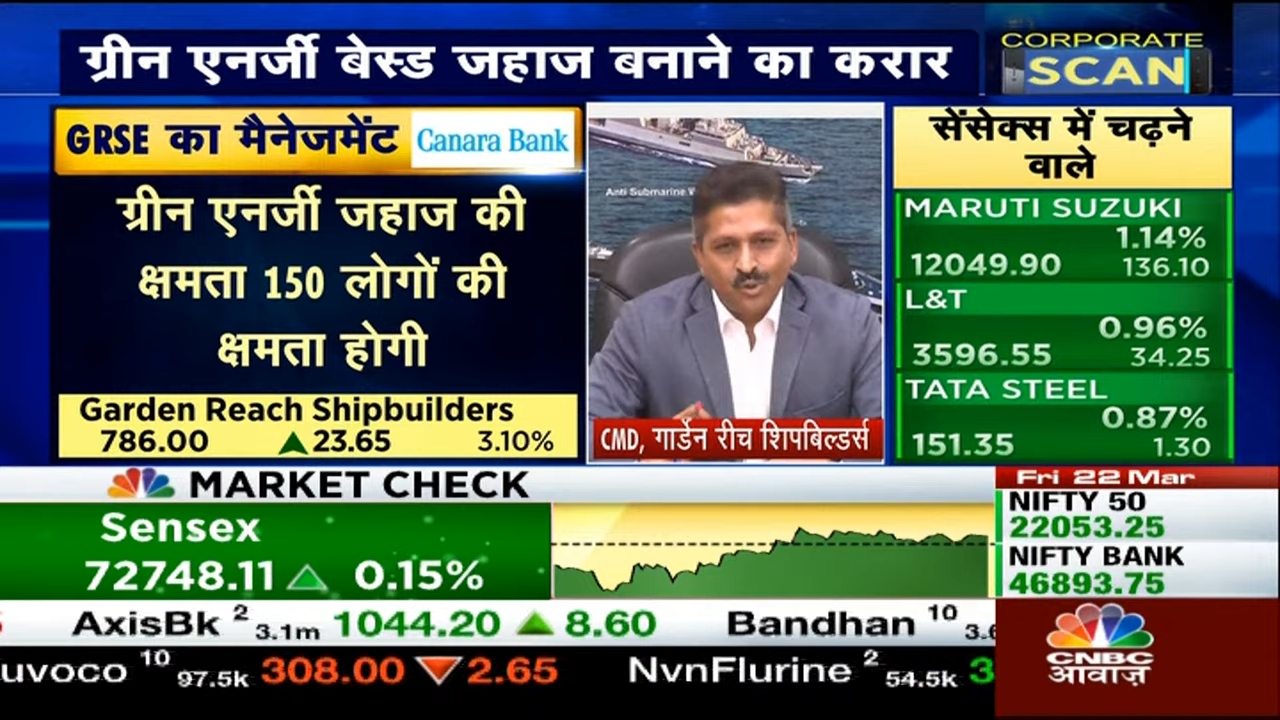 ग्रीन एनर्जी बेस्ड जहाज बनाने का करार
CORPORATE
SCAN
GRSE का मैनेजमेंट
Canara Bank
ग्रीन एनर्जी जहाज की
क्षमता 150 लोगों की
क्षमता होगी
Garden Reach Shipbuilders
786.00 ▲23.65 3.10%
Anti Submarine W
CMD, गार्डेन रीच शिपबिल्डर्स
सेंसेक्स में चढ़ने
वाले
MARUTI SUZUKI
1.14%
12049.90 136.10
L&T
0.96%
3596.55 34.25
TATA STEEL
0.87%
151.35 1.30
MARKET CHECK
Sensex
72748.11 0.15%
Fri 22 Mar
NIFTY 50
22053.25
NIFTY BANK
46893.75
AxisBk 2 3.1m 1044.20 ▲ 8.60 Bandhan 10
uvoco 10 97.5k 308.00 ▼ 2.65 NvnFlurine 2 54.5k 3
CNBC
आवाज़